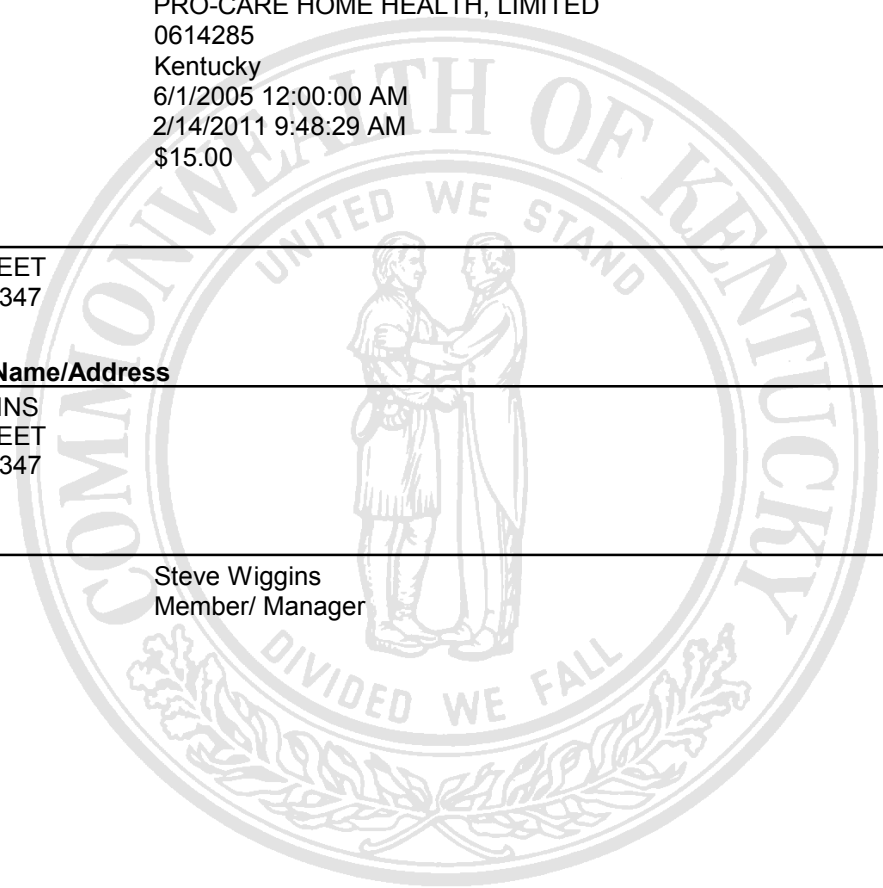 PRO-CARE HOME HEALTH, LIMITED
0614285
Kentucky
6/1/2005 12:00:00 AM
2/14/2011 9:48:29 AM
$15.00
EET
347
Name/Address
INS
EET
347
Steve Wiggins
Member/ Manager
COMMONWEALTH OF KENTUCKY
UNITED WE STAND
DIVIDED WE FALL